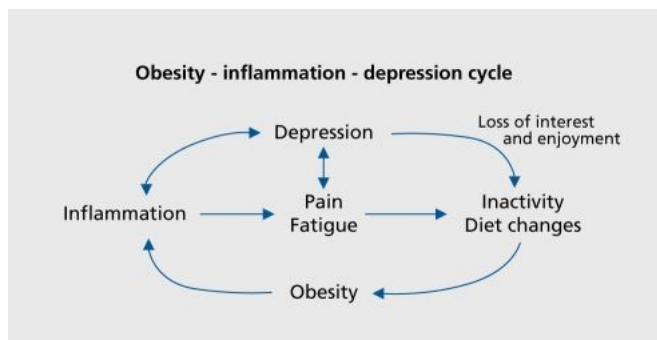 Obesity - inflammation - depression cycle
Depression
Loss of interest
and enjoyment
Inflammation
Pain
Fatigue
Inactivity
Diet changes
Obesity